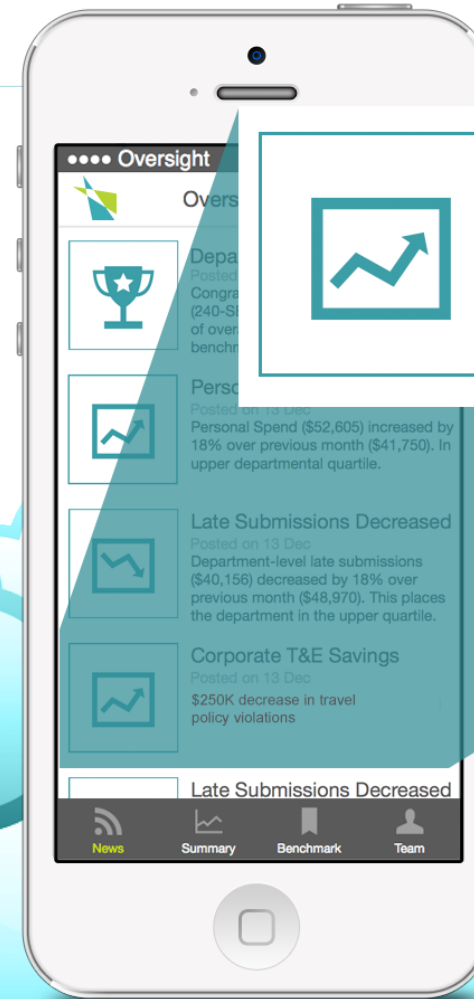 Oversight
Overs
Depa
Posted
Congra
(240-S
of over
benchm
Perso
Posted on 13 Dec
Personal Spend ($52,605) increased by
18% over previous month ($41,750). In
upper departmental quartile.
Late Submissions Decreased
Posted on 13 Dec
Department-level late submissions
($40,156) decreased by 18% over
previous month ($48,970). This places
the department in the upper quartile.
Corporate T&E Savings
Posted on 13 Dec
$250K decrease in travel
policy violations
Late Submissions Decreased
News Summary Benchmark Team